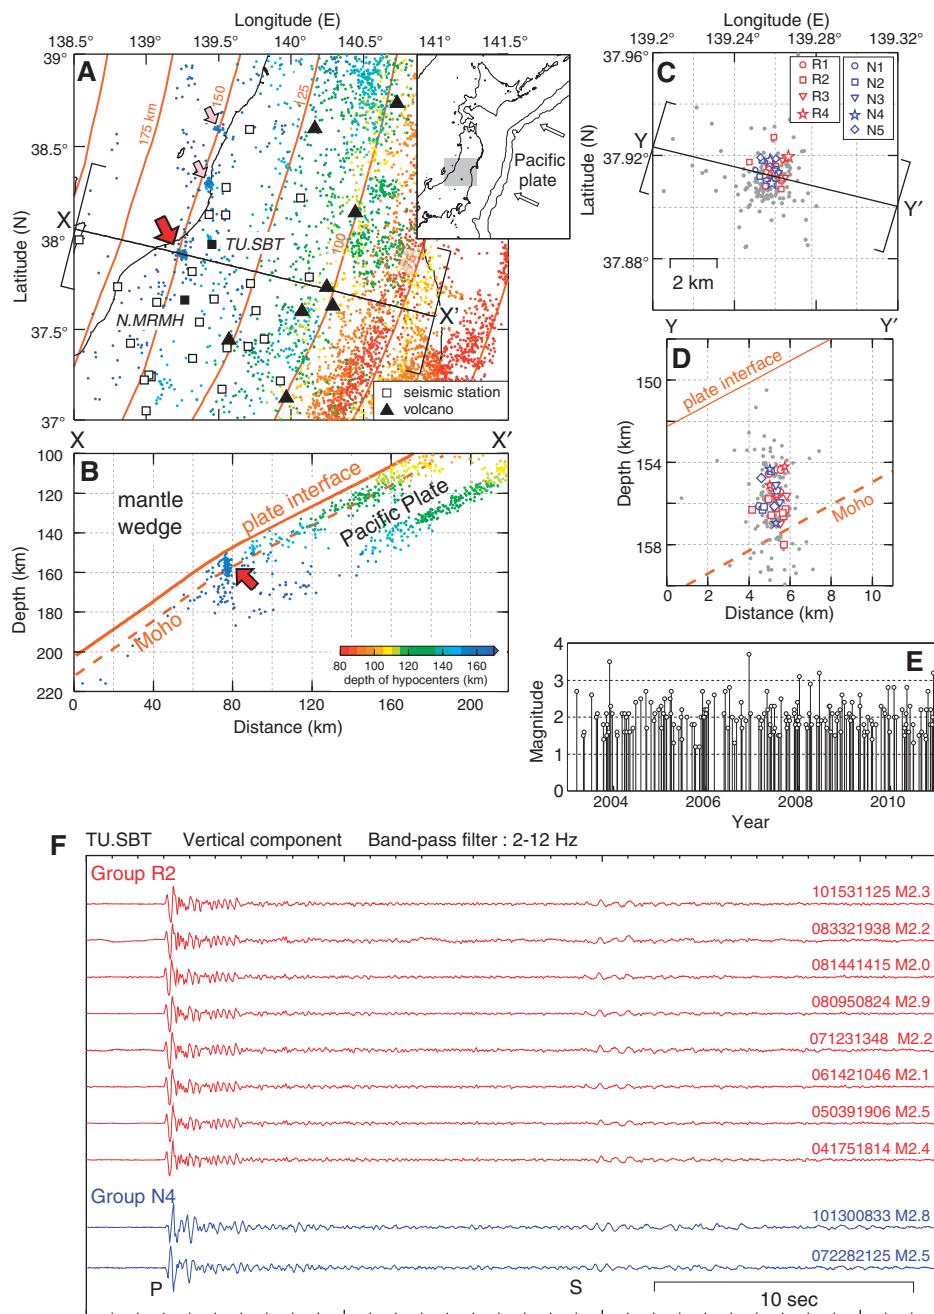 Longitude (E)
138.5° 139° 139.5° 140° 140.5° 141° 141.5°
39°
38.5°
38°
37.5°
37°
Latitude (N)
A
175 km
150
125
100
75
X
X′
TU.SBT
N.MRMH
Pacific
plate
seismic station
volcano
X
X′
B
100
120
140
160
180
200
220
Depth (km)
mantle
wedge
plate interface
Pacific Plate
Moho
80 100 120 140 160
depth of hypocenters (km)
0 40 80 120 160 200
Distance (km)
Longitude (E)
139.2° 139.24° 139.28° 139.32°
37.96°
37.92°
37.88°
Latitude (N)
C
R1 N1
R2 N2
R3 N3
R4 N4
N5
Y
Y′
2 km
Y
Y′
D
150
154
158
Depth (km)
plate interface
Moho
0 2 4 6 8 10
Distance (km)
E
4
3
2
1
0
Magnitude
2004 2006 2008 2010
Year
F
TU.SBT Vertical component Band-pass filter : 2-12 Hz
Group R2
101531125 M2.3
083321938 M2.2
081441415 M2.0
080950824 M2.9
071231348 M2.2
061421046 M2.1
050391906 M2.5
041751814 M2.4
Group N4
101300833 M2.8
072282125 M2.5
P
S
10 sec